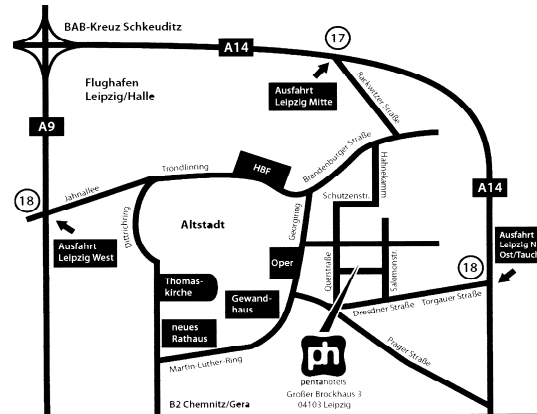 BAB-Kreuz Schkeuditz
A14
17
Flughafen
Leipzig/Halle
Ausfahrt
Leipzig Mitte
Rackwitzer Straße
A9
Tröndlinring
HBF
Brandenburger Straße
Hahnekamm
18
Jahnallee
Schützenstr.
A14
Dittrichring
Altstadt
Georgiring
Ausfahrt
Leipzig West
Oper
Querstraße
Salomonstr.
Ausfahrt
Leipzig N
Ost/Tauch
18
Thomas-
kirche
Gewand-
haus
Dresdner Straße
Torgauer Straße
neues
Rathaus
Prager Straße
Martin-Luther-Ring
ph
pentahotels
Großer Brockhaus 3
04103 Leipzig
B2 Chemnitz/Gera